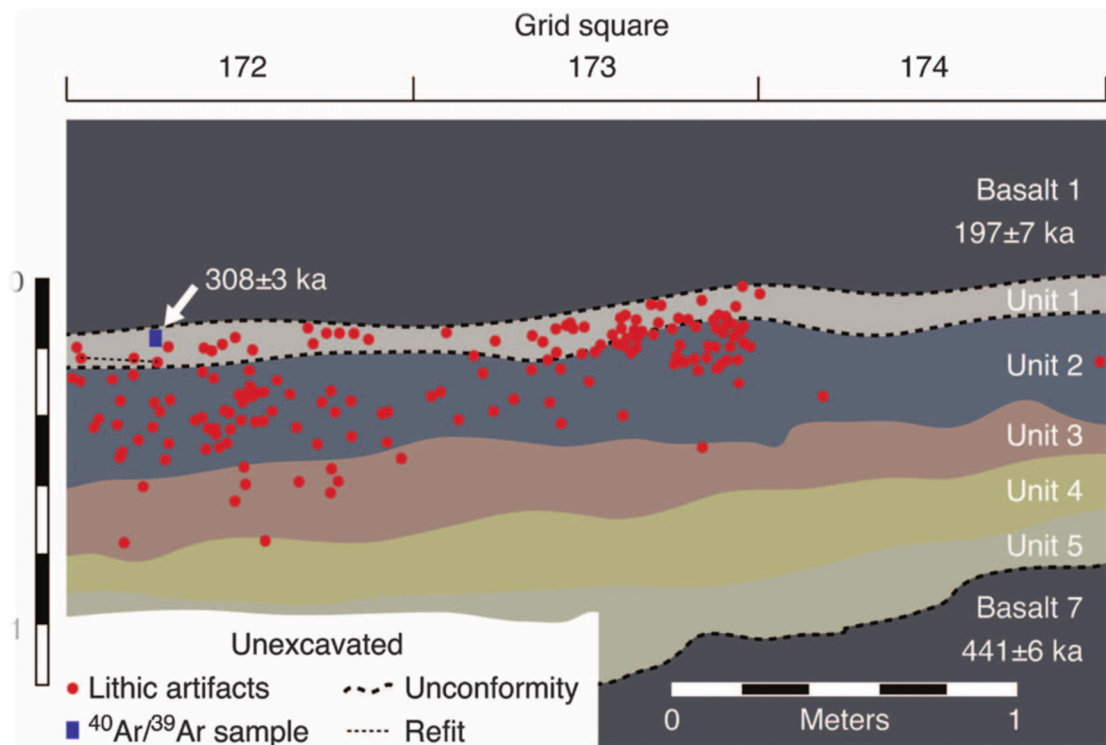 Grid square
172 173 174
Basalt 1
197±7 ka
0
308±3 ka
Unit 1
Unit 2
Unit 3
Unit 4
Unit 5
Basalt 7
1
Unexcavated
441±6 ka
Lithic artifacts
Unconformity
⁴⁰Ar/³⁹Ar sample
Refit
0 Meters 1